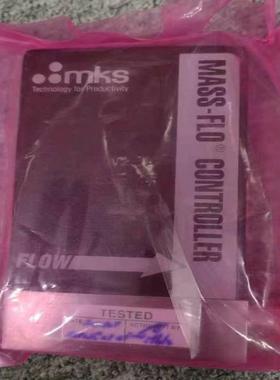 mks
Technology for Productivity
MASS-FLO® CONTROLLER
FLOW
TESTED